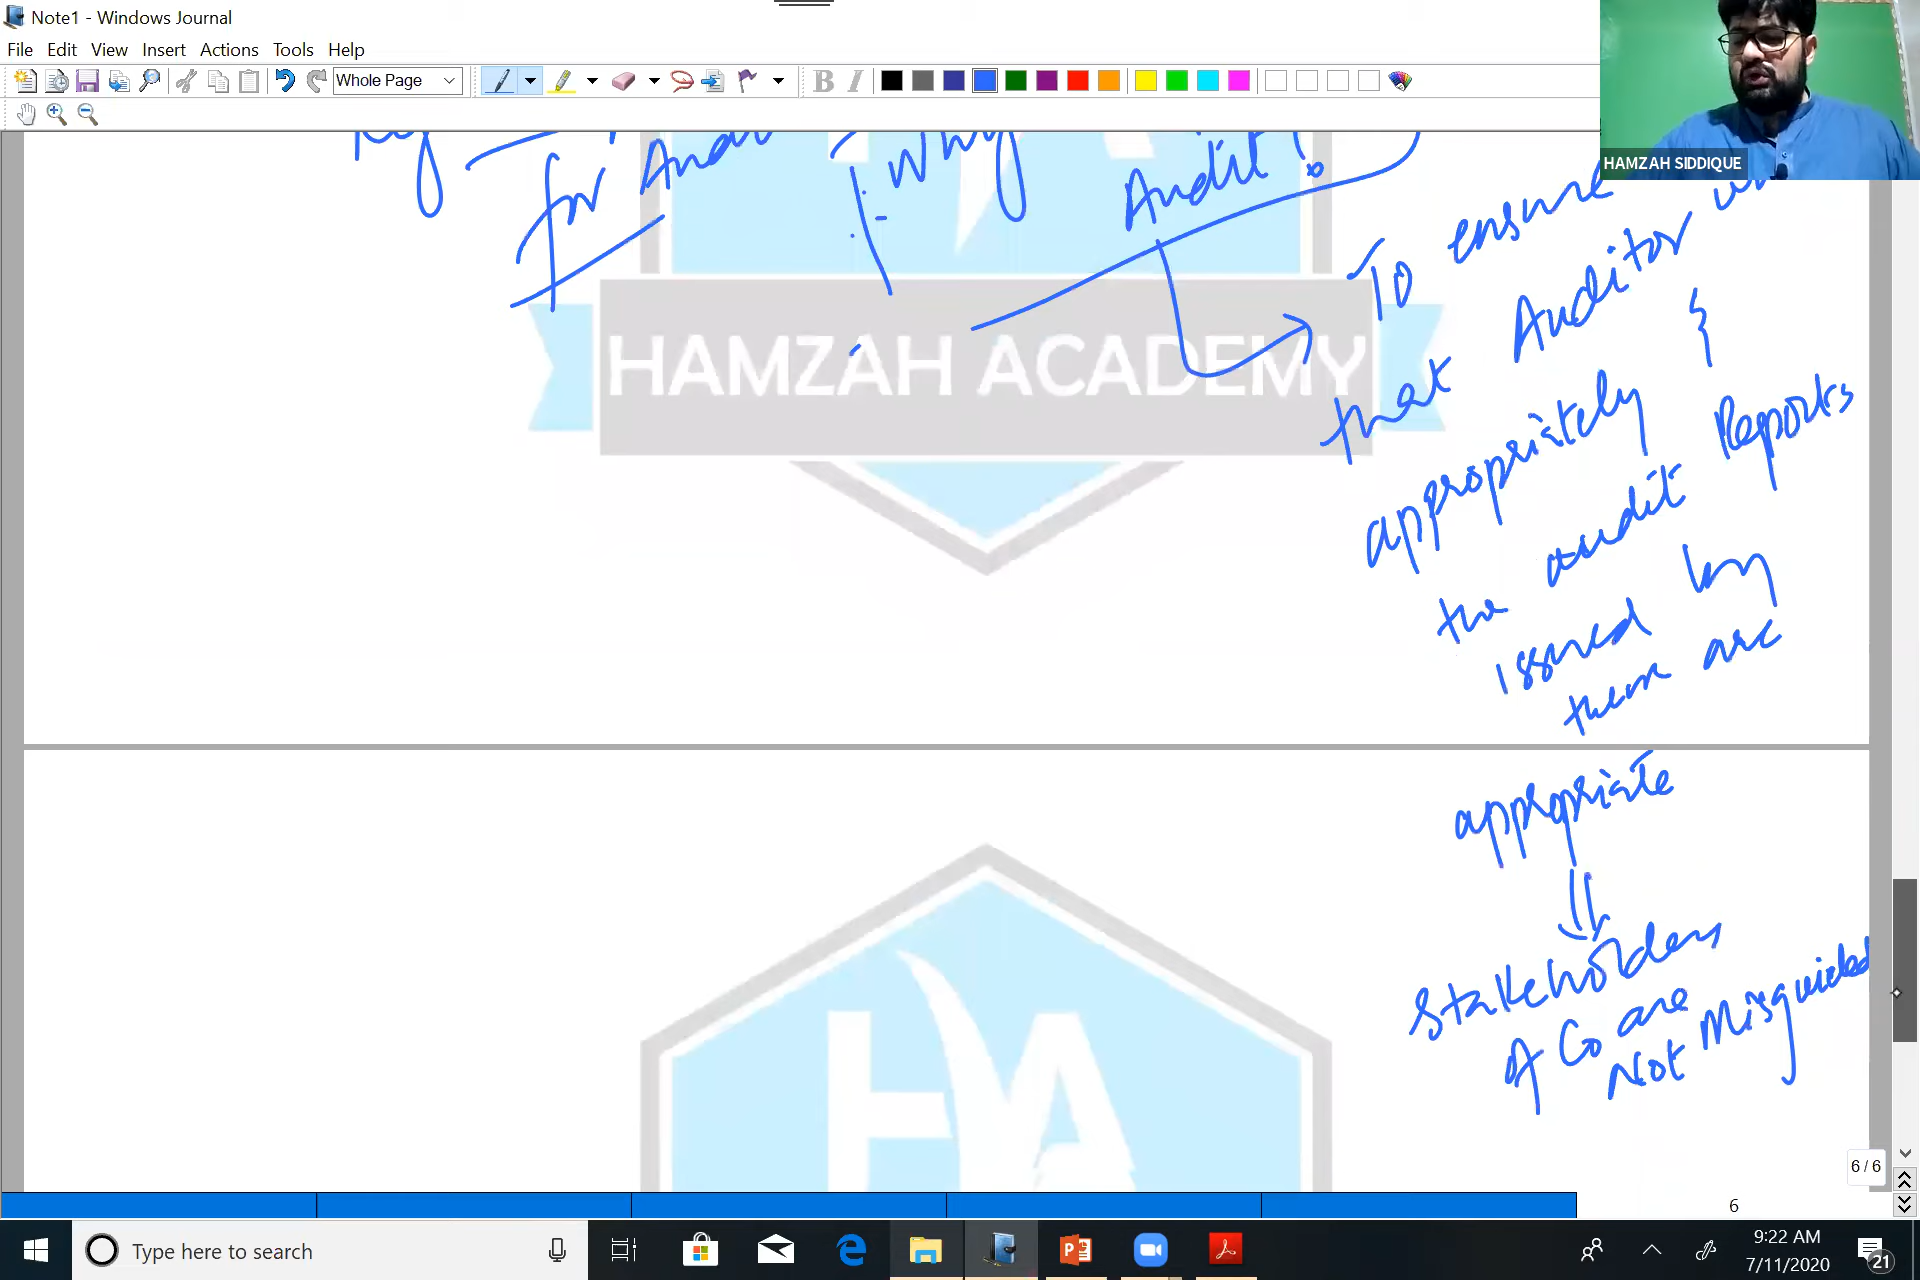 Note1 - Windows Journal
File Edit View Insert Actions Tools Help
Whole Page
B I
HAMZAH SIDDIQUE
for
Why
Audit?
To ensure
that Auditor
appropriately &
the audit Reports
issued by
them are
HAMZAH ACADEMY
appropriate
Stakeholders
of Co are
Not Misguided
HA
6 / 6
6
Type here to search
9:22 AM
7/11/2020
21